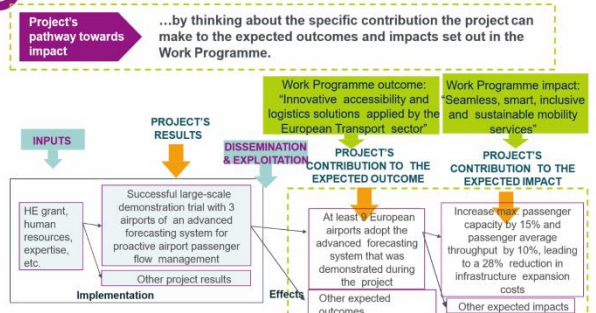 Project's
pathway towards
impact
...by thinking about the specific contribution the project can
make to the expected outcomes and impacts set out in the
Work Programme.
Work Programme outcome:
"Innovative accessibility and
logistics solutions applied by the
European Transport sector"
Work Programme impact:
"Seamless, smart, inclusive
and sustainable mobility
services"
INPUTS
PROJECT'S
RESULTS
DISSEMINATION
& EXPLOITATION
PROJECT'S
CONTRIBUTION TO THE
EXPECTED OUTCOME
PROJECT'S
CONTRIBUTION TO THE
EXPECTED IMPACT
HE grant,
human
resources,
expertise,
etc.
Successful large-scale
demonstration trial with 3
airports of an advanced
forecasting system for
proactive airport passenger
flow management
Other project results
Implementation
At least 9 European
airports adopt the
advanced forecasting
system that was
demonstrated during
the project
Effects
Other expected
outcomes
Increase max. passenger
capacity by 15% and
passenger average
throughput by 10%, leading
to a 28% reduction in
infrastructure expansion
costs
Other expected impacts